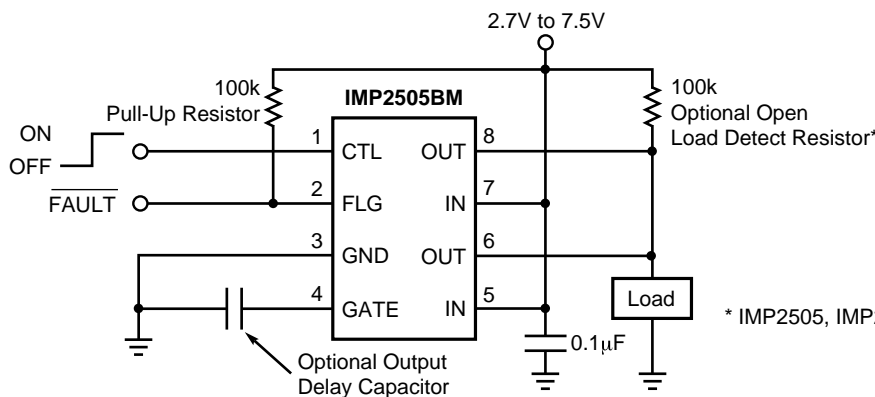 2.7V to 7.5V
100k
Pull-Up Resistor
IMP2505BM
100k
Optional Open
Load Detect Resistor*
ON
OFF
1
CTL
OUT
8
FAULT
2
FLG
IN
7
3
GND
OUT
6
4
GATE
IN
5
Load
0.1μF
* IMP2505, IMP2
Optional Output
Delay Capacitor